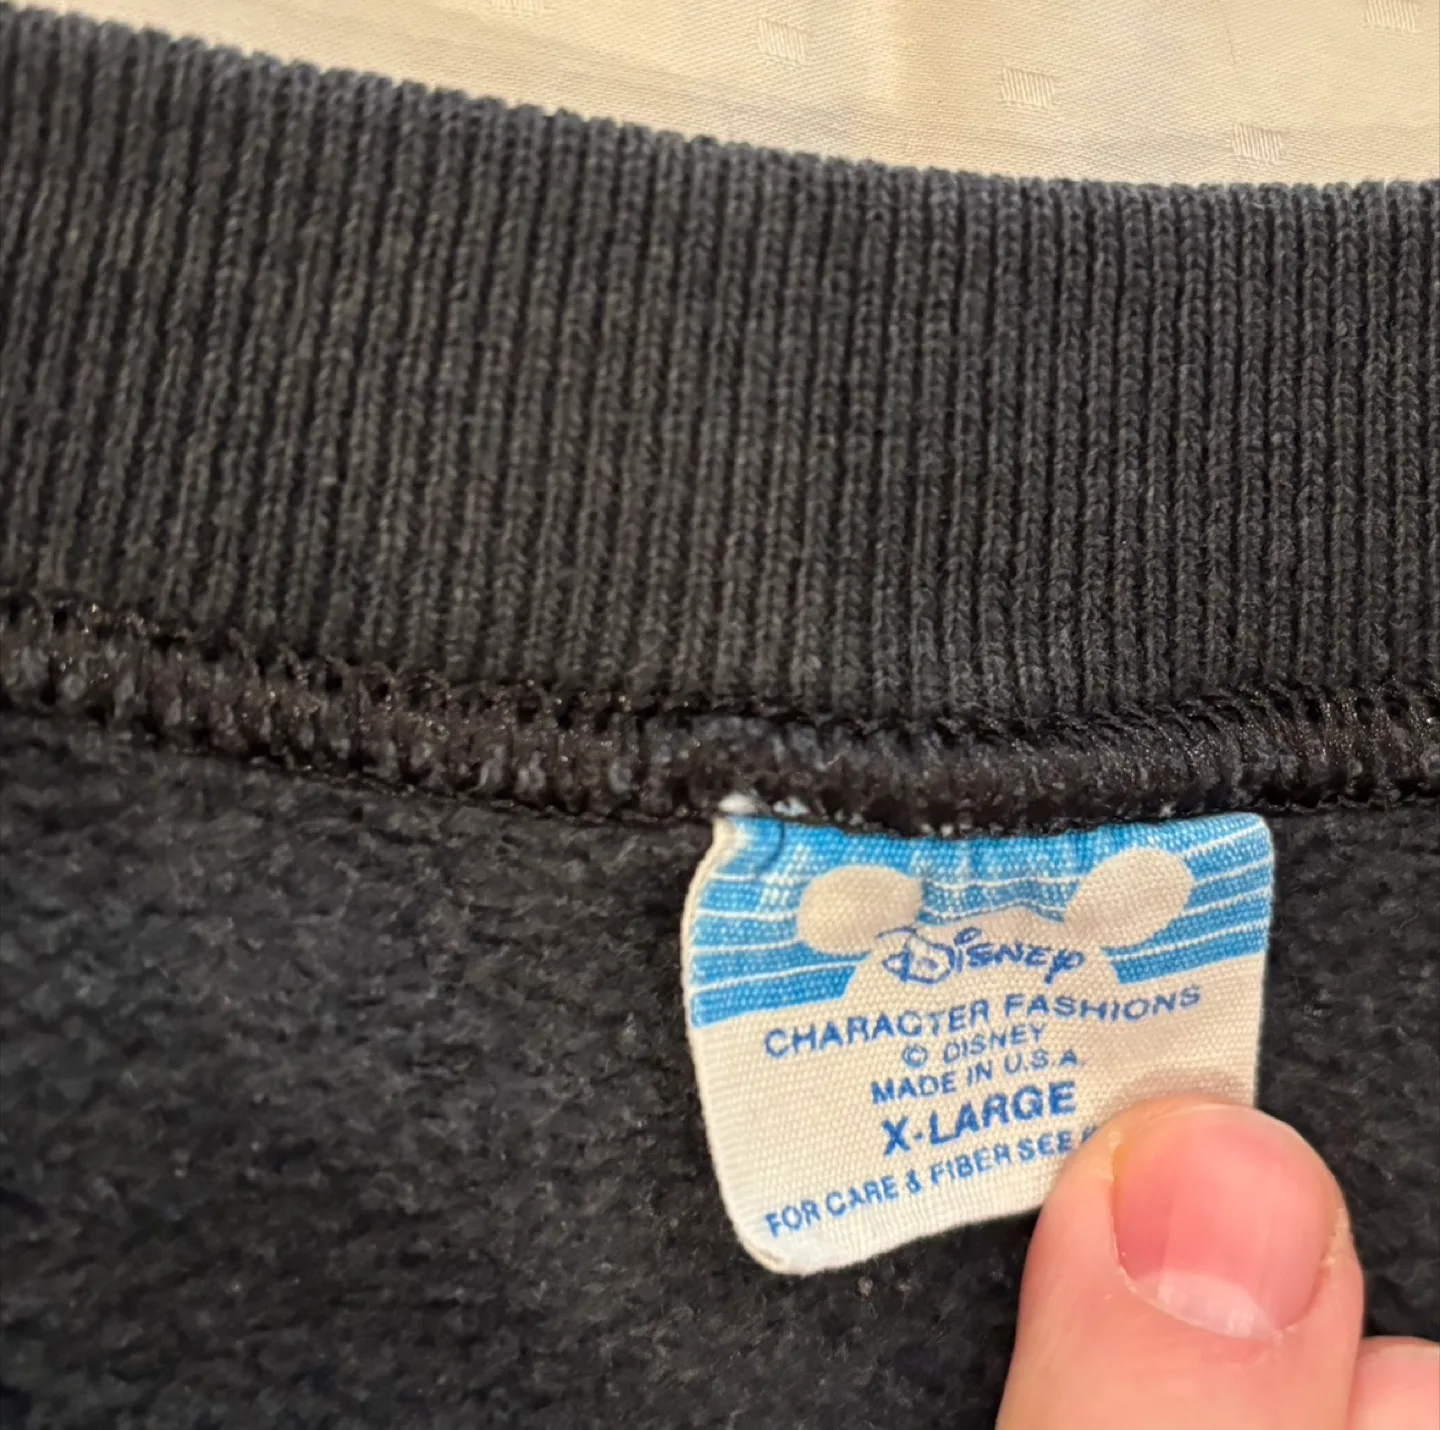 Disney
CHARACTER FASHIONS
© DISNEY
MADE IN U.S.A.
X-LARGE
FOR CARE & FIBER SEE